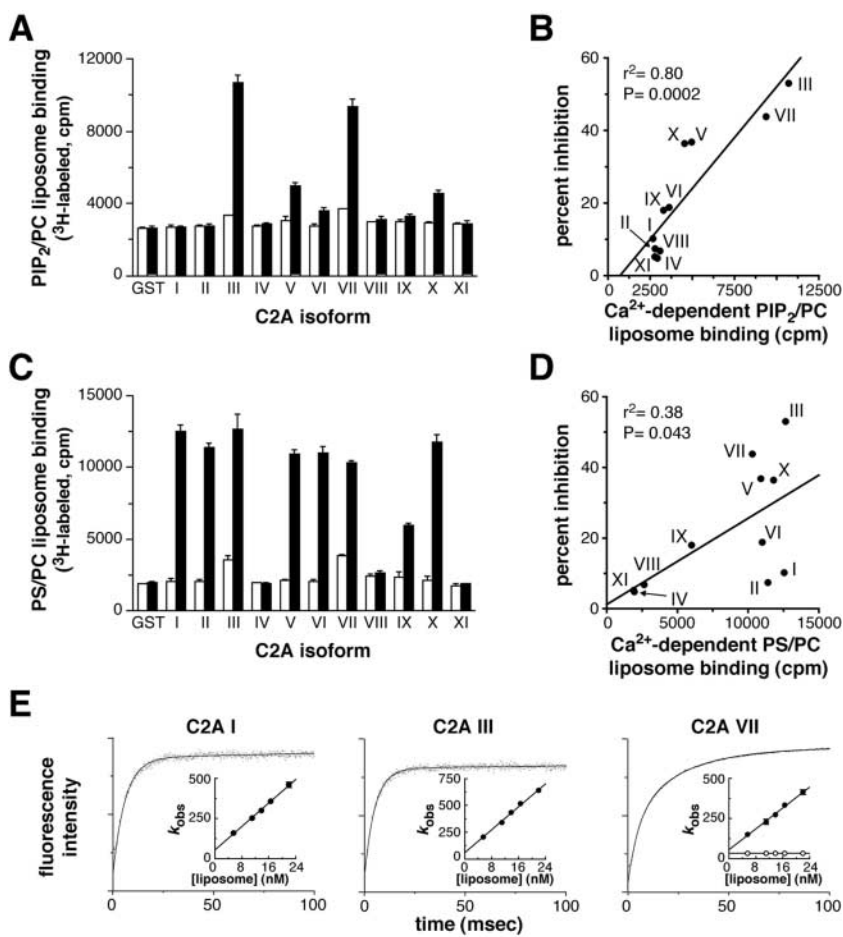 A
PIP₂/PC liposome binding
(³H-labeled, cpm)
12000
8000
4000
0
GST I II III IV V VI VII VIII IX X XI
C2A isoform
B
percent inhibition
60
40
20
0
r²= 0.80
P= 0.0002
III
VII
X V
IX VI
II I VIII
XI IV
2500 7500 12500
Ca²⁺-dependent PIP₂/PC
liposome binding (cpm)
C
PS/PC liposome binding
(³H-labeled, cpm)
15000
10000
5000
0
GST I II III IV V VI VII VIII IX X XI
C2A isoform
D
percent inhibition
60
40
20
0
r²= 0.38
P= 0.043
III
VII X
V
IX VI
XI VIII I
IV II
0 5000 10000 15000
Ca²⁺-dependent PS/PC
liposome binding (cpm)
E
fluorescence
intensity
C2A I
500
250
0
kobs
0 8 16 24
[liposome] (nM)
0 50 100
C2A III
750
500
250
0
kobs
0 8 16 24
[liposome] (nM)
0 50 100
C2A VII
500
250
0
kobs
0 8 16 24
[liposome] (nM)
0 50 100
time (msec)